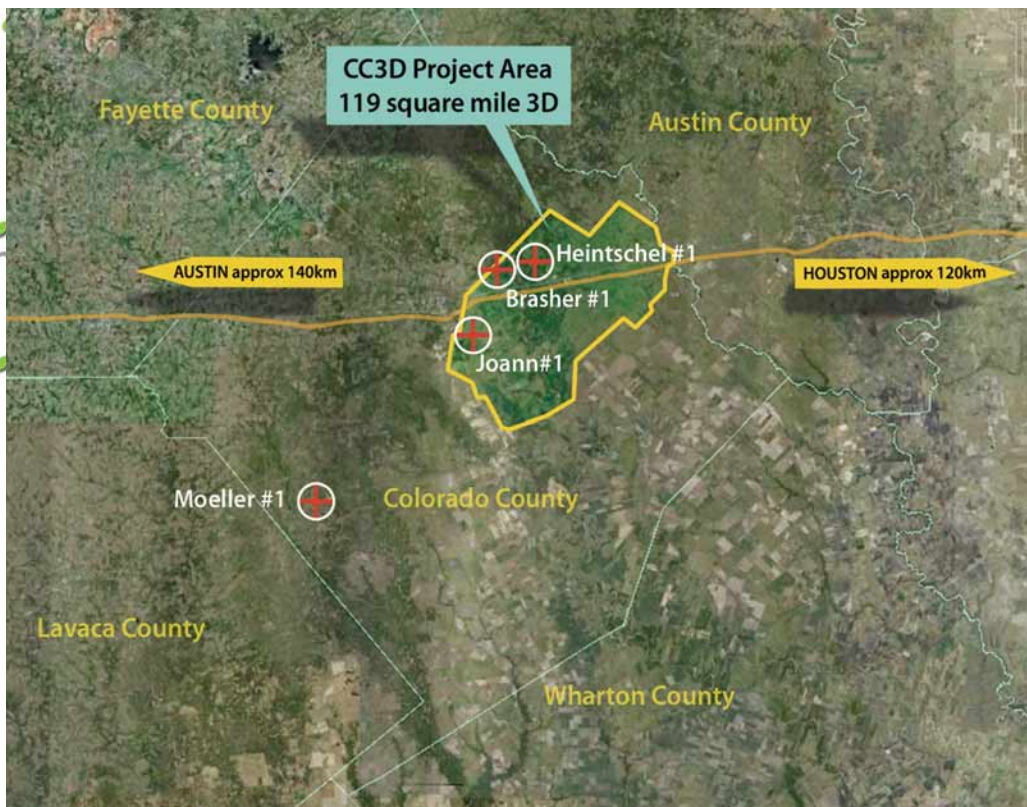 CC3D Project Area
119 square mile 3D
Fayette County
Austin County
Heintschel #1
AUSTIN approx 140km
HOUSTON approx 120km
Brasher #1
Joann#1
Moeller #1
Colorado County
Lavaca County
Wharton County